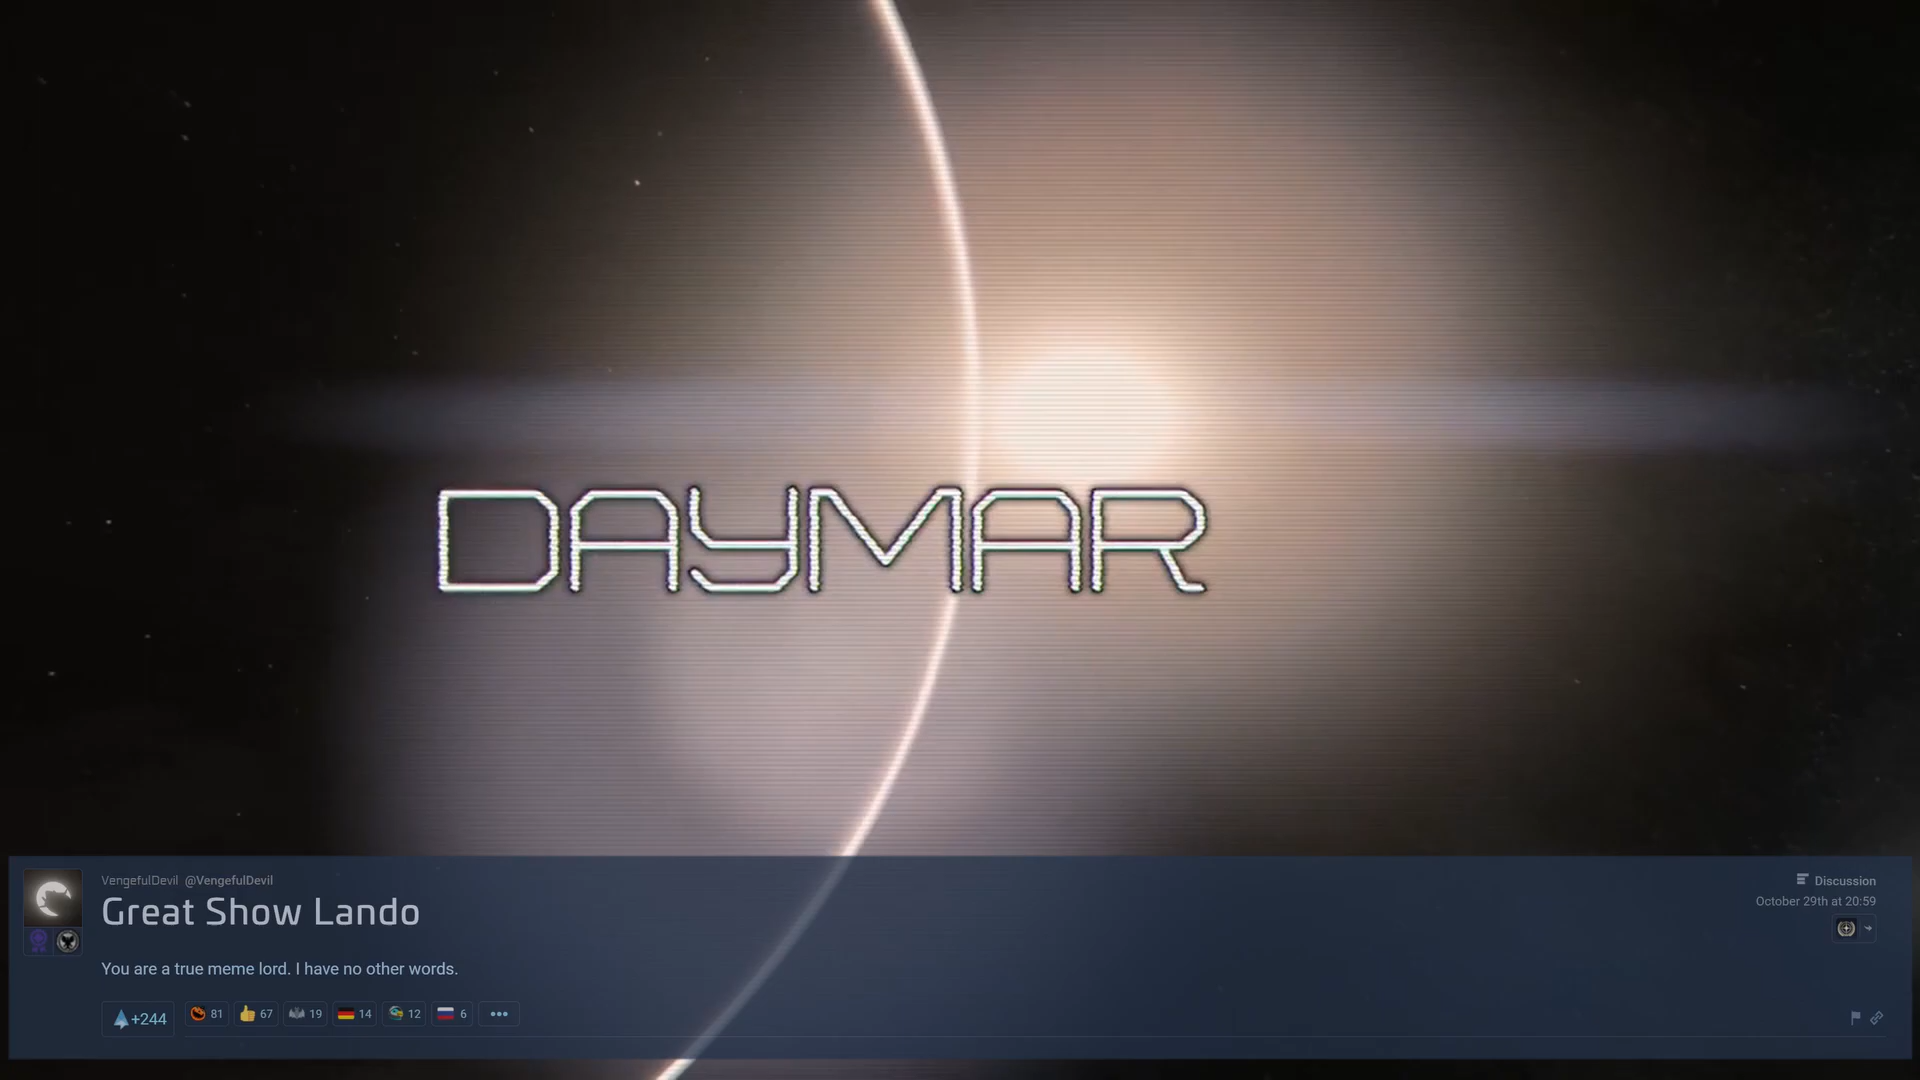 DAYMAR
VengefulDevil @VengefulDevil
Great Show Lando
You are a true meme lord. I have no other words.
+244 81 67 19 14 12 6 •••
Discussion
October 29th at 20:59